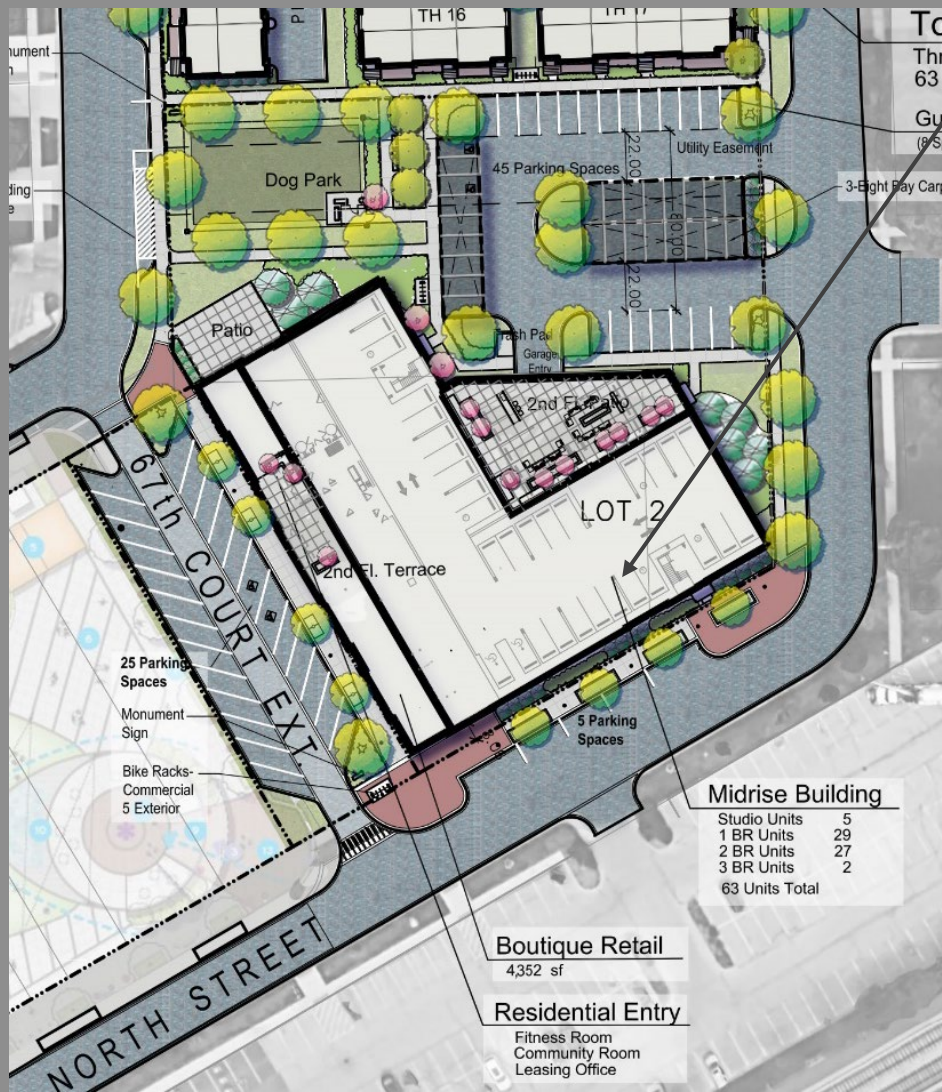 TH 16
TH 17
Thr
63
Dog Park
45 Parking Spaces
Utility Easement
22.00
60.00
22.00
3-Eight Bay Carp
Patio
Trash Pad
Garage
Entry
2nd Fl. Patio
LOT 2
2nd Fl. Terrace
67th COURT EXT.
25 Parking
Spaces
Monument
Sign
Bike Racks-
Commercial
5 Exterior
5 Parking
Spaces
Midrise Building
Studio Units 5
1 BR Units 29
2 BR Units 27
3 BR Units 2
63 Units Total
Boutique Retail
4,352 sf
Residential Entry
Fitness Room
Community Room
Leasing Office
NORTH STREET